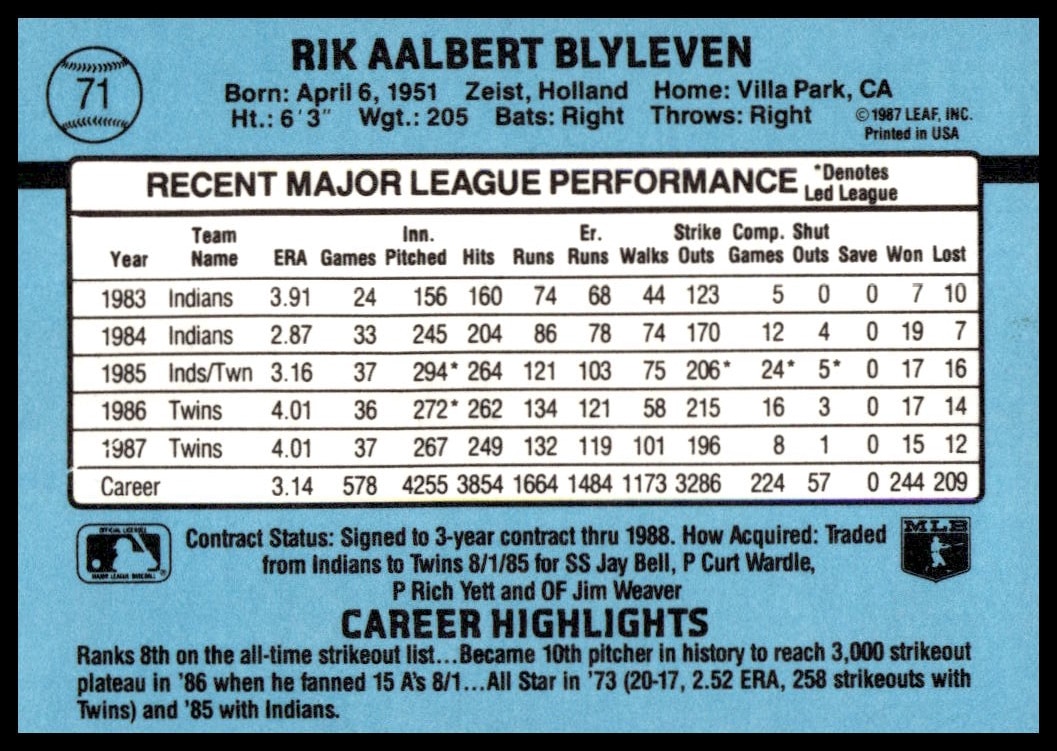 71
RIK AALBERT BLYLEVEN
Born: April 6, 1951 Zeist, Holland Home: Villa Park, CA
Ht.: 6'3" Wgt.: 205 Bats: Right Throws: Right
©1987 LEAF, INC.
Printed in USA
RECENT MAJOR LEAGUE PERFORMANCE *Denotes Led League
Year Team Name ERA Games Inn. Pitched Hits Runs Er. Runs Walks Strike Outs Comp. Games Shut Outs Save Won Lost
1983 Indians 3.91 24 156 160 74 68 44 123 5 0 0 7 10
1984 Indians 2.87 33 245 204 86 78 74 170 12 4 0 19 7
1985 Inds/Twn 3.16 37 294* 264 121 103 75 206* 24* 5* 0 17 16
1986 Twins 4.01 36 272* 262 134 121 58 215 16 3 0 17 14
1987 Twins 4.01 37 267 249 132 119 101 196 8 1 0 15 12
Career 3.14 578 4255 3854 1664 1484 1173 3286 224 57 0 244 209
OFFICIAL LICENSEE
MAJOR LEAGUE BASEBALL
MLB
Contract Status: Signed to 3-year contract thru 1988. How Acquired: Traded
from Indians to Twins 8/1/85 for SS Jay Bell, P Curt Wardle,
P Rich Yett and OF Jim Weaver
CAREER HIGHLIGHTS
Ranks 8th on the all-time strikeout list...Became 10th pitcher in history to reach 3,000 strikeout
plateau in '86 when he fanned 15 A's 8/1...All Star in '73 (20-17, 2.52 ERA, 258 strikeouts with
Twins) and '85 with Indians.